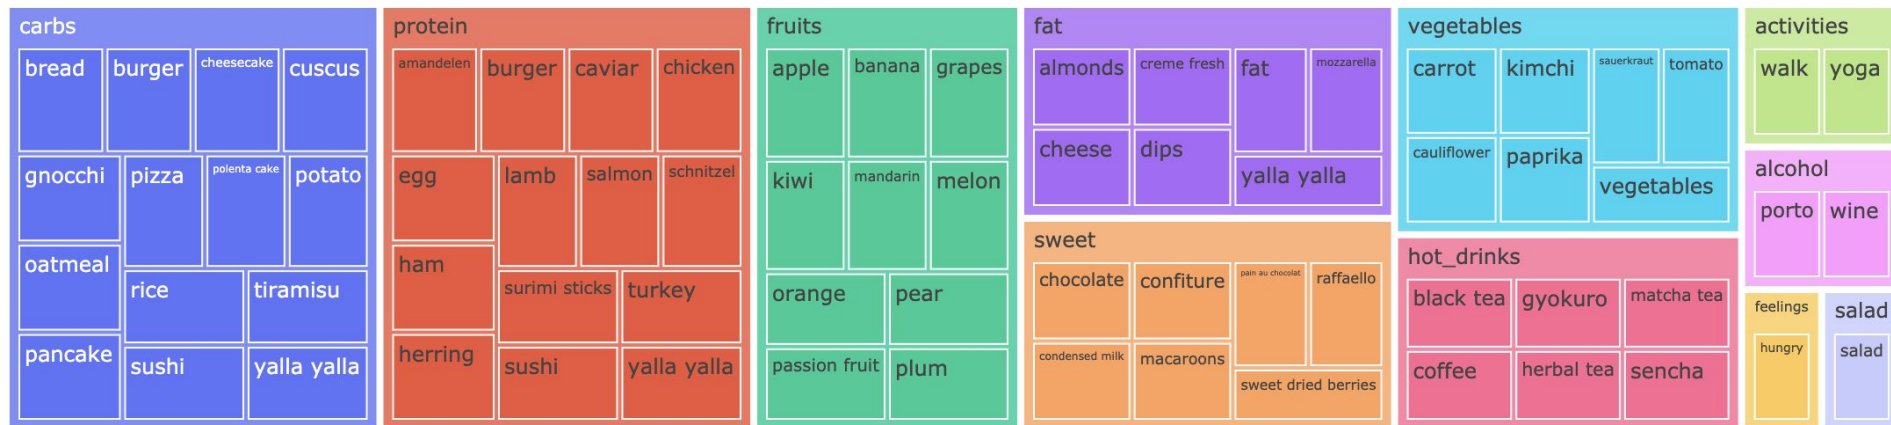 carbs
bread
burger
cheesecake
cuscus
gnocchi
pizza
polenta cake
potato
oatmeal
rice
tiramisu
pancake
sushi
yalla yalla
protein
amandelen
burger
caviar
chicken
egg
lamb
salmon
schnitzel
ham
surimi sticks
turkey
herring
sushi
yalla yalla
fruits
apple
banana
grapes
kiwi
mandarin
melon
orange
pear
passion fruit
plum
fat
almonds
creme fresh
fat
mozzarella
cheese
dips
yalla yalla
sweet
chocolate
confiture
pain au chocolat
raffaello
condensed milk
macaroons
sweet dried berries
vegetables
carrot
kimchi
sauerkraut
tomato
cauliflower
paprika
vegetables
hot_drinks
black tea
gyokuro
matcha tea
coffee
herbal tea
sencha
activities
walk
yoga
alcohol
porto
wine
feelings
hungry
salad
salad